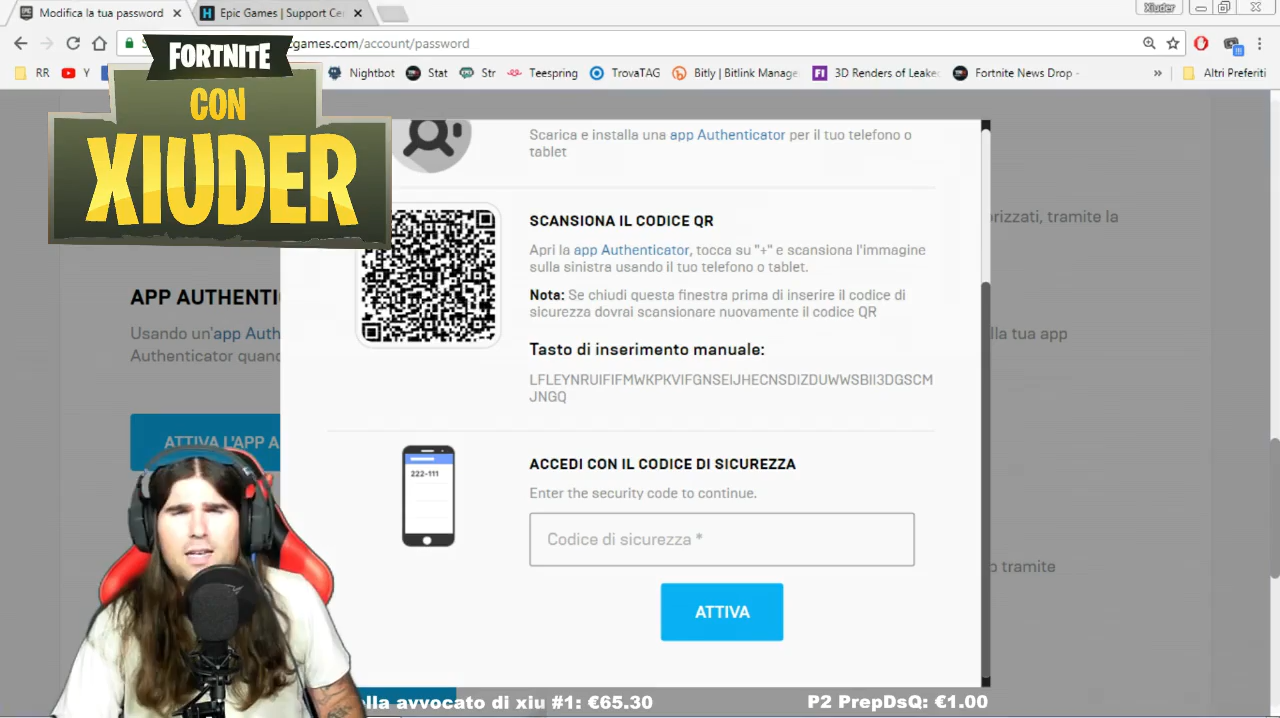 Modifica la tua password
Epic Games | Support Ce
Xiuder
games.com/account/password
RR
Y
Nightbot
Stat
Str
Teespring
TrovaTAG
Bitly | Bitlink Manage
3D Renders of Leake
Fortnite News Drop -
»
Altri Preferiti
FORTNITE
CON
XIUDER
Scarica e installa una app Authenticator per il tuo telefono o
tablet
SCANSIONA IL CODICE QR
Apri la app Authenticator, tocca su "+" e scansiona l'immagine
sulla sinistra usando il tuo telefono o tablet.
Nota: Se chiudi questa finestra prima di inserire il codice di
sicurezza dovrai scansionare nuovamente il codice QR
Tasto di inserimento manuale:
LFLEYNRUIFIFMWKPKVIFGNSEIJHECNSDIZDUWWSBII3DGSCM
JNGQ
222-111
ACCEDI CON IL CODICE DI SICUREZZA
Enter the security code to continue.
Codice di sicurezza *
ATTIVA
APP AUTHENTI
Usando un'app Auth
Authenticator quand
ATTIVA L'APP A
orizzati, tramite la
lla tua app
o tramite
olla avvocato di xiu #1: €65.30
P2 PrepDsQ: €1.00